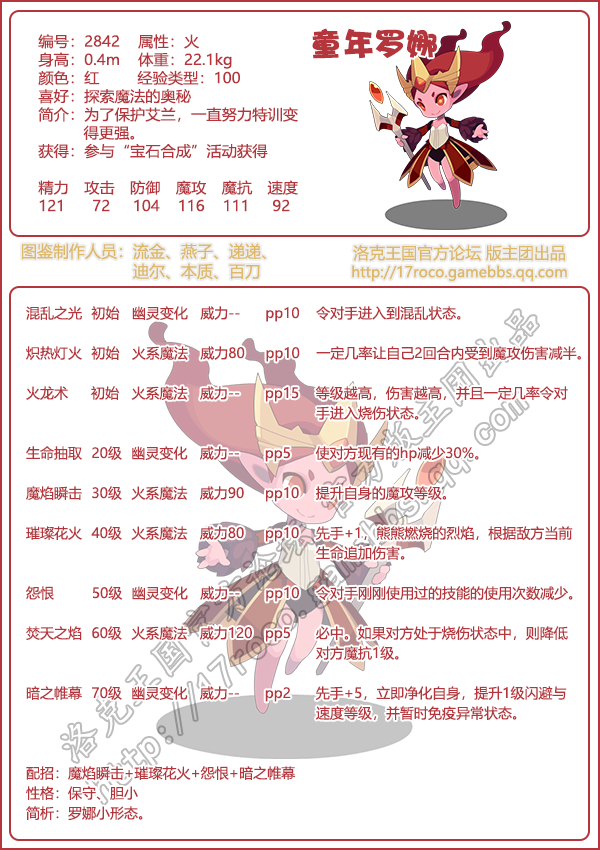 童年罗娜
编号：2842 属性：火
身高：0.4m 体重：22.1kg
颜色：红 经验类型：100
喜好：探索魔法的奥秘
简介：为了保护艾兰，一直努力特训变
得更强。
获得：参与“宝石合成”活动获得
精力 攻击 防御 魔攻 魔抗 速度
121 72 104 116 111 92
图鉴制作人员：流金、燕子、递递、
迪尔、本质、百刀
洛克王国官方论坛 版主团出品
http://17roco.gamebbs.qq.com
混乱之光 初始 幽灵变化 威力-- pp10 令对手进入到混乱状态。
炽热灯火 初始 火系魔法 威力80 pp10 一定几率让自己2回合内受到魔攻伤害减半。
火龙术 初始 火系魔法 威力-- pp15 等级越高，伤害越高，并且一定几率令对
手进入烧伤状态。
生命抽取 20级 幽灵变化 威力-- pp5 使对方现有的hp减少30%。
魔焰瞬击 30级 火系魔法 威力90 pp10 提升自身的魔攻等级。
璀璨花火 40级 火系魔法 威力80 pp10 先手+1，熊熊燃烧的烈焰，根据敌方当前
生命追加伤害。
怨恨 50级 幽灵变化 威力-- pp10 令对手刚刚使用过的技能的使用次数减少。
焚天之焰 60级 火系魔法 威力120 pp5 必中。如果对方处于烧伤状态中，则降低
对方魔抗1级。
暗之帷幕 70级 幽灵变化 威力-- pp2 先手+5，立即净化自身，提升1级闪避与
速度等级，并暂时免疫异常状态。
配招：魔焰瞬击+璀璨花火+怨恨+暗之帷幕
性格：保守、胆小
简析：罗娜小形态。
洛克王国官方论坛 版主团出品
http://17roco.gamebbs.qq.com